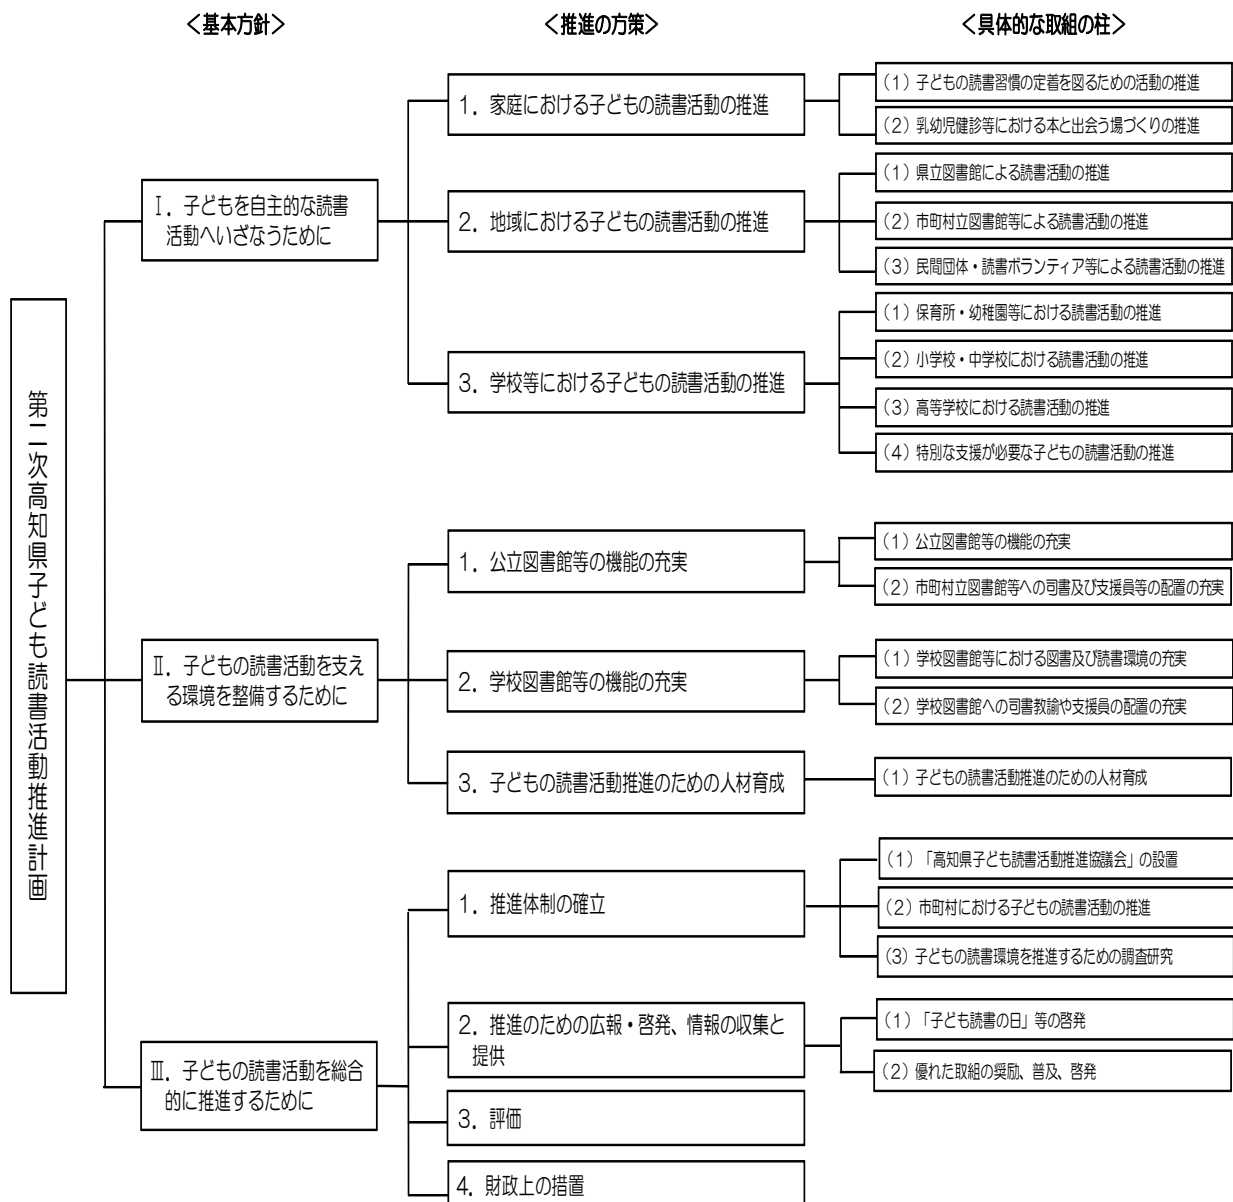 <基本方針>
<推進の方策>
<具体的な取組の柱>
第二次高知県子ども読書活動推進計画
Ⅰ．子どもを自主的な読書
活動へいざなうために
1．家庭における子どもの読書活動の推進
(1) 子どもの読書習慣の定着を図るための活動の推進
(2) 乳幼児健診等における本と出会う場づくりの推進
2．地域における子どもの読書活動の推進
(1) 県立図書館による読書活動の推進
(2) 市町村立図書館等による読書活動の推進
(3) 民間団体・読書ボランティア等による読書活動の推進
3．学校等における子どもの読書活動の推進
(1) 保育所・幼稚園等における読書活動の推進
(2) 小学校・中学校における読書活動の推進
(3) 高等学校における読書活動の推進
(4) 特別な支援が必要な子どもの読書活動の推進
Ⅱ．子どもの読書活動を支え
る環境を整備するために
1．公立図書館等の機能の充実
(1) 公立図書館等の機能の充実
(2) 市町村立図書館等への司書及び支援員等の配置の充実
2．学校図書館等の機能の充実
(1) 学校図書館等における図書及び読書環境の充実
(2) 学校図書館への司書教諭や支援員の配置の充実
3．子どもの読書活動推進のための人材育成
(1) 子どもの読書活動推進のための人材育成
Ⅲ．子どもの読書活動を総合
的に推進するために
1．推進体制の確立
(1) 「高知県子ども読書活動推進協議会」の設置
(2) 市町村における子どもの読書活動の推進
(3) 子どもの読書環境を推進するための調査研究
2．推進のための広報・啓発、情報の収集と
提供
(1) 「子ども読書の日」等の啓発
(2) 優れた取組の奨励、普及、啓発
3．評価
4．財政上の措置